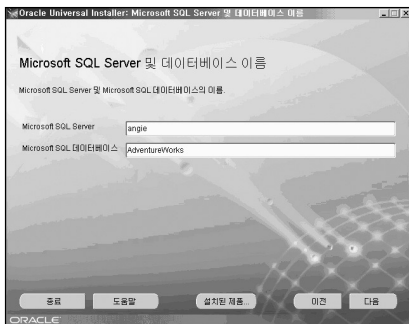 Oracle Universal Installer: Microsoft SQL Server 및 데이터베이스 이름
Microsoft SQL Server 및 데이터베이스 이름
Microsoft SQL Server 및 Microsoft SQL 데이터베이스의 이름.
Microsoft SQL Server
angie
Microsoft SQL 데이터베이스
AdventureWorks
종료
도움말
설치된 제품...
이전
다음
ORACLE